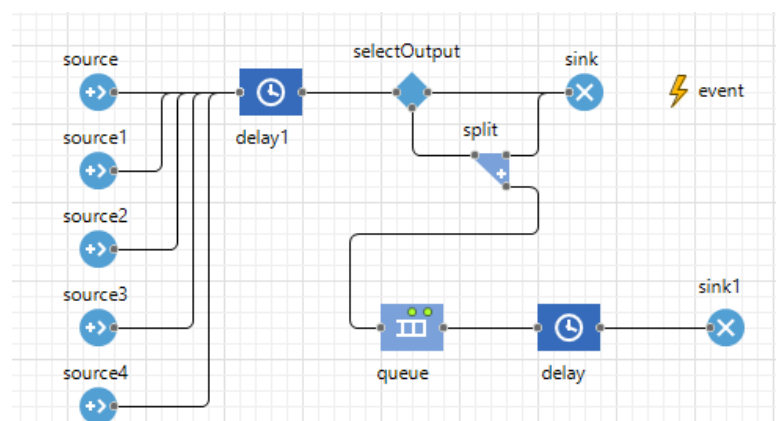 source
selectOutput
sink
event
source1
delay1
split
source2
source3
sink1
source4
queue
delay